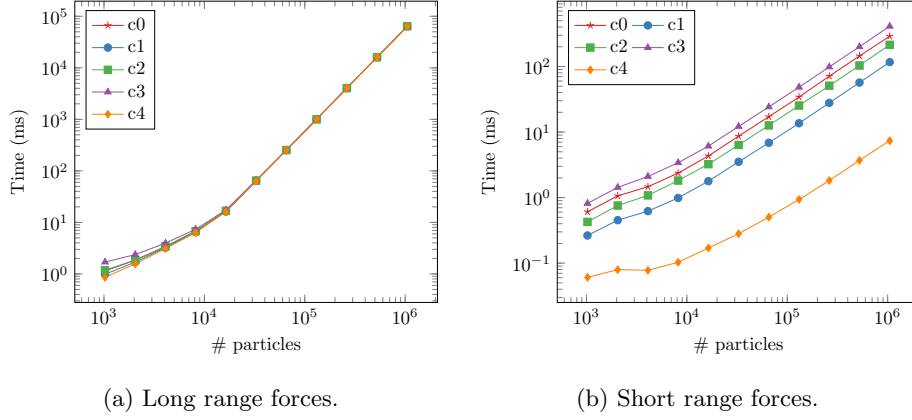 10^5
10^4
10^3
10^2
10^1
10^0
Time (ms)
c0
c1
c2
c3
c4
10^3 10^4 10^5 10^6
# particles
(a) Long range forces.
10^2
10^1
10^0
10^−1
Time (ms)
c0 c1
c2 c3
c4
10^3 10^4 10^5 10^6
# particles
(b) Short range forces.